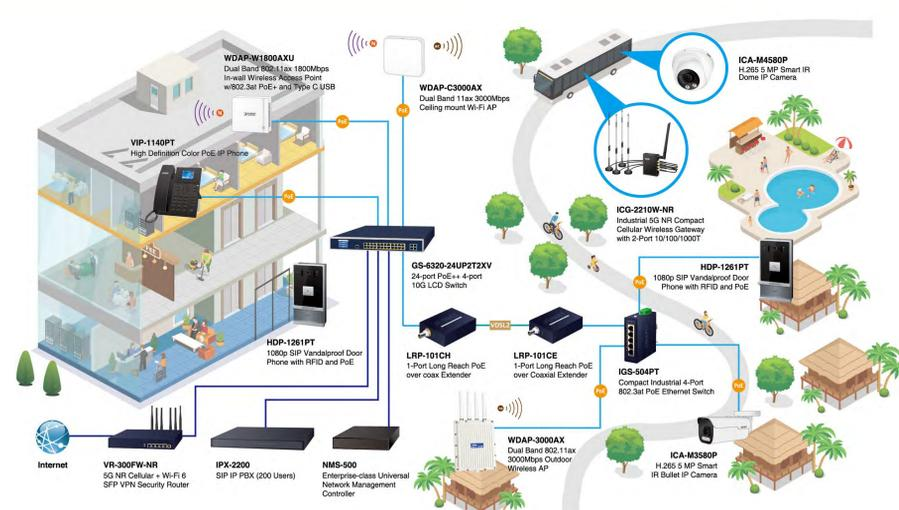 WDAP-W1800AXU
Dual Band 802.11ax 1800Mbps
In-wall Wireless Access Point
w/802.3at PoE+ and Type C USB
WDAP-C3000AX
Dual Band 11ax 3000Mbps
Ceiling mount Wi-Fi AP
PoE
PoE
VIP-1140PT
High Definition Color PoE IP Phone
PoE
ICA-M4580P
H.265 5 MP Smart IR
Dome IP Camera
ICG-2210W-NR
Industrial 5G NR Compact
Cellular Wireless Gateway
with 2-Port 10/100/1000T
GS-6320-24UP2T2XV
24-port PoE++ 4-port
10G LCD Switch
HDP-1261PT
1080p SIP Vandalproof Door
Phone with RFID and PoE
PoE
HDP-1261PT
1080p SIP Vandalproof Door
Phone with RFID and PoE
VDSL2
LRP-101CH
1-Port Long Reach PoE
over coax Extender
LRP-101CE
1-Port Long Reach PoE
over Coaxial Extender
IGS-504PT
Compact Industrial 4-Port
802.3at PoE Ethernet Switch
PoE
PoE
Internet
VR-300FW-NR
5G NR Cellular + Wi-Fi 6
SFP VPN Security Router
IPX-2200
SIP IP PBX (200 Users)
NMS-500
Enterprise-class Universal
Network Management
Controller
WDAP-3000AX
Dual Band 802.11ax
3000Mbps Outdoor
Wireless AP
ICA-M3580P
H.265 5 MP Smart
IR Bullet IP Camera